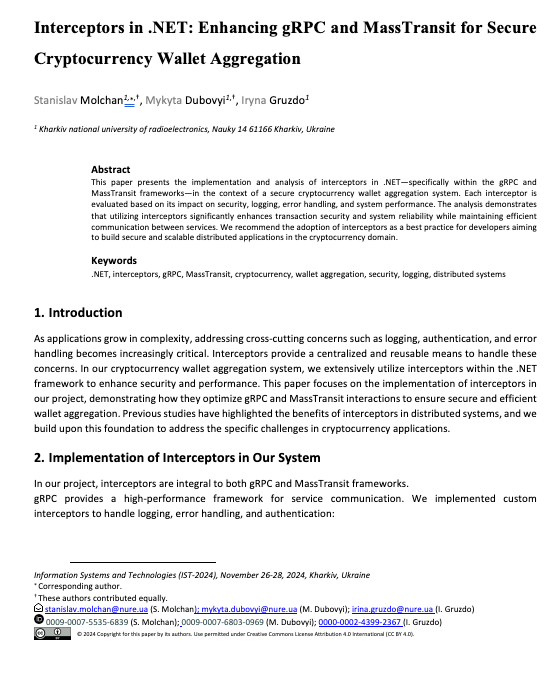 Interceptors in .NET: Enhancing gRPC and MassTransit for Secure
Cryptocurrency Wallet Aggregation
Stanislav Molchan1,*,†, Mykyta Dubovyi1,†, Iryna Gruzdo1
1 Kharkiv national university of radioelectronics, Nauky 14 61166 Kharkiv, Ukraine
Abstract
This paper presents the implementation and analysis of interceptors in .NET—specifically within the gRPC and
MassTransit frameworks—in the context of a secure cryptocurrency wallet aggregation system. Each interceptor is
evaluated based on its impact on security, logging, error handling, and system performance. The analysis demonstrates
that utilizing interceptors significantly enhances transaction security and system reliability while maintaining efficient
communication between services. We recommend the adoption of interceptors as a best practice for developers aiming
to build secure and scalable distributed applications in the cryptocurrency domain.
Keywords
.NET, interceptors, gRPC, MassTransit, cryptocurrency, wallet aggregation, security, logging, distributed systems
1. Introduction
As applications grow in complexity, addressing cross-cutting concerns such as logging, authentication, and error
handling becomes increasingly critical. Interceptors provide a centralized and reusable means to handle these
concerns. In our cryptocurrency wallet aggregation system, we extensively utilize interceptors within the .NET
framework to enhance security and performance. This paper focuses on the implementation of interceptors in
our project, demonstrating how they optimize gRPC and MassTransit interactions to ensure secure and efficient
wallet aggregation. Previous studies have highlighted the benefits of interceptors in distributed systems, and we
build upon this foundation to address the specific challenges in cryptocurrency applications.
2. Implementation of Interceptors in Our System
In our project, interceptors are integral to both gRPC and MassTransit frameworks.
gRPC provides a high-performance framework for service communication. We implemented custom
interceptors to handle logging, error handling, and authentication:
Information Systems and Technologies (IST-2024), November 26-28, 2024, Kharkiv, Ukraine
* Corresponding author.
† These authors contributed equally.
stanislav.molchan@nure.ua (S. Molchan); mykyta.dubovyi@nure.ua (M. Dubovyi); irina.gruzdo@nure.ua (I. Gruzdo)
0009-0007-5535-6839 (S. Molchan); 0009-0007-6803-0969 (M. Dubovyi); 0000-0002-4399-2367 (I. Gruzdo)
© 2024 Copyright for this paper by its authors. Use permitted under Creative Commons License Attribution 4.0 International (CC BY 4.0).